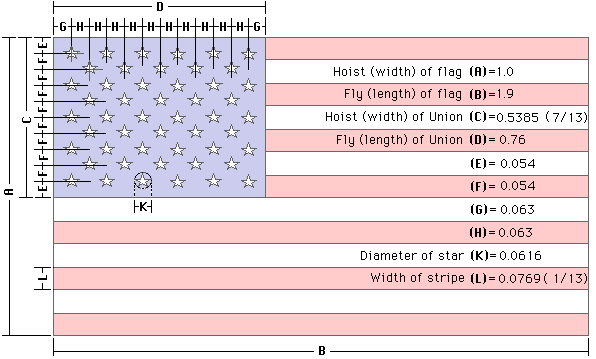 D
G H H H H H H H H H H G
E
F
F
F
F
F
F
F
F
E
C
A
K
L
B
Hoist (width) of flag (A)=1.0
Fly (length) of flag (B)=1.9
Hoist (width) of Union (C)=0.5385 (7/13)
Fly (length) of Union (D)=0.76
(E)=0.054
(F)=0.054
(G)=0.063
(H)=0.063
Diameter of star (K)=0.0616
Width of stripe (L)=0.0769(1/13)